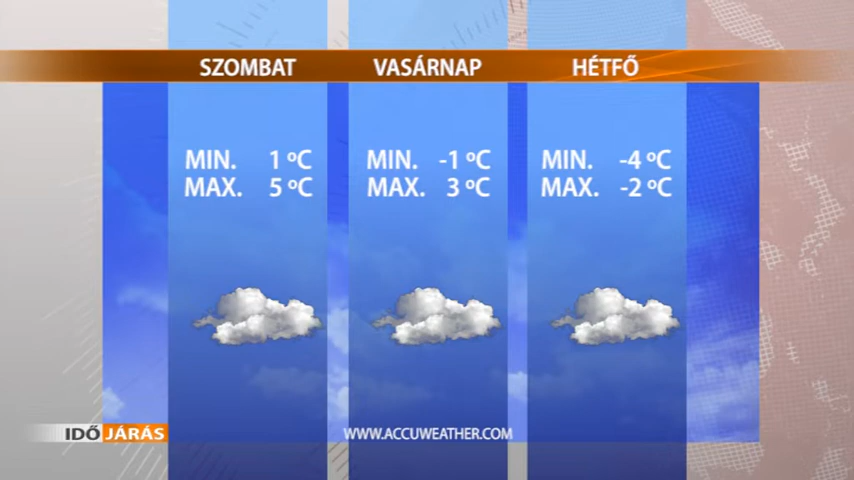 SZOMBAT
VASÁRNAP
HÉTFŐ
MIN. 1 ºC
MAX. 5 ºC
MIN. -1 ºC
MAX. 3 ºC
MIN. -4 ºC
MAX. -2 ºC
IDŐJÁRÁS
WWW.ACCUWEATHER.COM